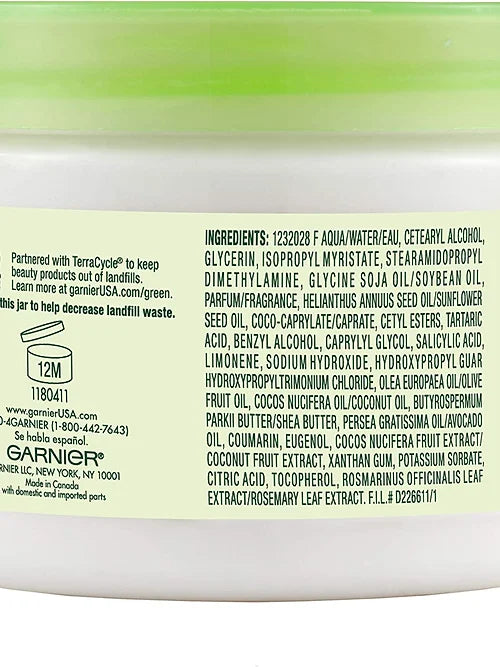 Partnered with TerraCycle® to keep
beauty products out of landfills.
Learn more at garnierUSA.com/green.
this jar to help decrease landfill waste.
12M
1180411
www.garnierUSA.com
0-4GARNIER (1-800-442-7643)
Se habla español.
GARNIER®
LLC, NEW YORK, NY 10001
Made in Canada
with domestic and imported parts
INGREDIENTS: 1232028 F AQUA/WATER/EAU, CETEARYL ALCOHOL,
GLYCERIN, ISOPROPYL MYRISTATE, STEARAMIDOPROPYL
DIMETHYLAMINE, GLYCINE SOJA OIL/SOYBEAN OIL,
PARFUM/FRAGRANCE, HELIANTHUS ANNUUS SEED OIL/SUNFLOWER
SEED OIL, COCO-CAPRYLATE/CAPRATE, CETYL ESTERS, TARTARIC
ACID, BENZYL ALCOHOL, CAPRYLYL GLYCOL, SALICYLIC ACID,
LIMONENE, SODIUM HYDROXIDE, HYDROXYPROPYL GUAR
HYDROXYPROPYLTRIMONIUM CHLORIDE, OLEA EUROPAEA OIL/OLIVE
FRUIT OIL, COCOS NUCIFERA OIL/COCONUT OIL, BUTYROSPERMUM
PARKII BUTTER/SHEA BUTTER, PERSEA GRATISSIMA OIL/AVOCADO
OIL, COUMARIN, EUGENOL, COCOS NUCIFERA FRUIT EXTRACT/
COCONUT FRUIT EXTRACT, XANTHAN GUM, POTASSIUM SORBATE,
CITRIC ACID, TOCOPHEROL, ROSMARINUS OFFICINALIS LEAF
EXTRACT/ROSEMARY LEAF EXTRACT. F.I.L.# D226611/1